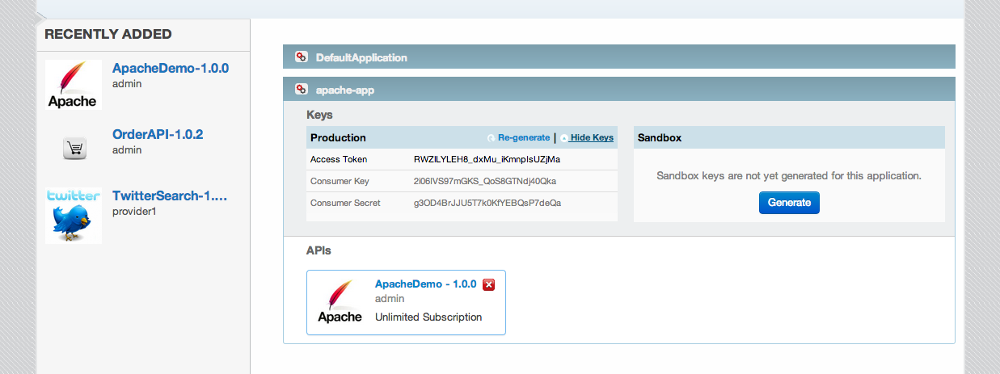 RECENTLY ADDED
Apache
ApacheDemo-1.0.0
admin
OrderAPI-1.0.2
admin
twitter
TwitterSearch-1....
provider1
DefaultApplication
apache-app
Keys
Production Re-generate | Hide Keys
Access Token RWZILYLEH8_dxMu_iKmnpIsUZjMa
Consumer Key 2i06IVS97mGKS_QoS8GTNdj40Qka
Consumer Secret g3OD4BrJJU5T7k0KfYEBQsP7deQa
Sandbox
Sandbox keys are not yet generated for this application.
Generate
APIs
Apache
ApacheDemo - 1.0.0
admin
Unlimited Subscription